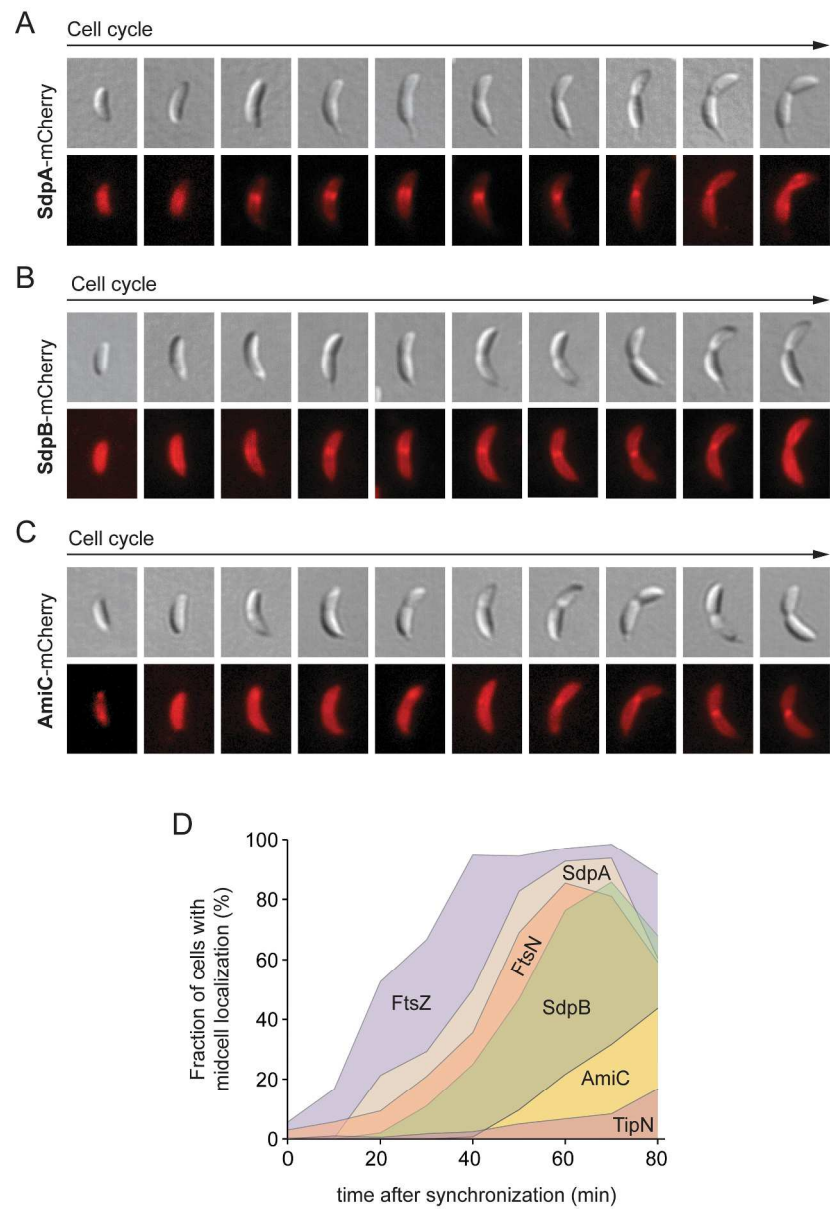 A
Cell cycle
SdpA-mCherry
B
Cell cycle
SdpB-mCherry
C
Cell cycle
AmiC-mCherry
D
Fraction of cells with
midcell localization (%)
100
80
60
40
20
0
FtsZ
SdpA
FtsN
SdpB
AmiC
TipN
0 20 40 60 80
time after synchronization (min)